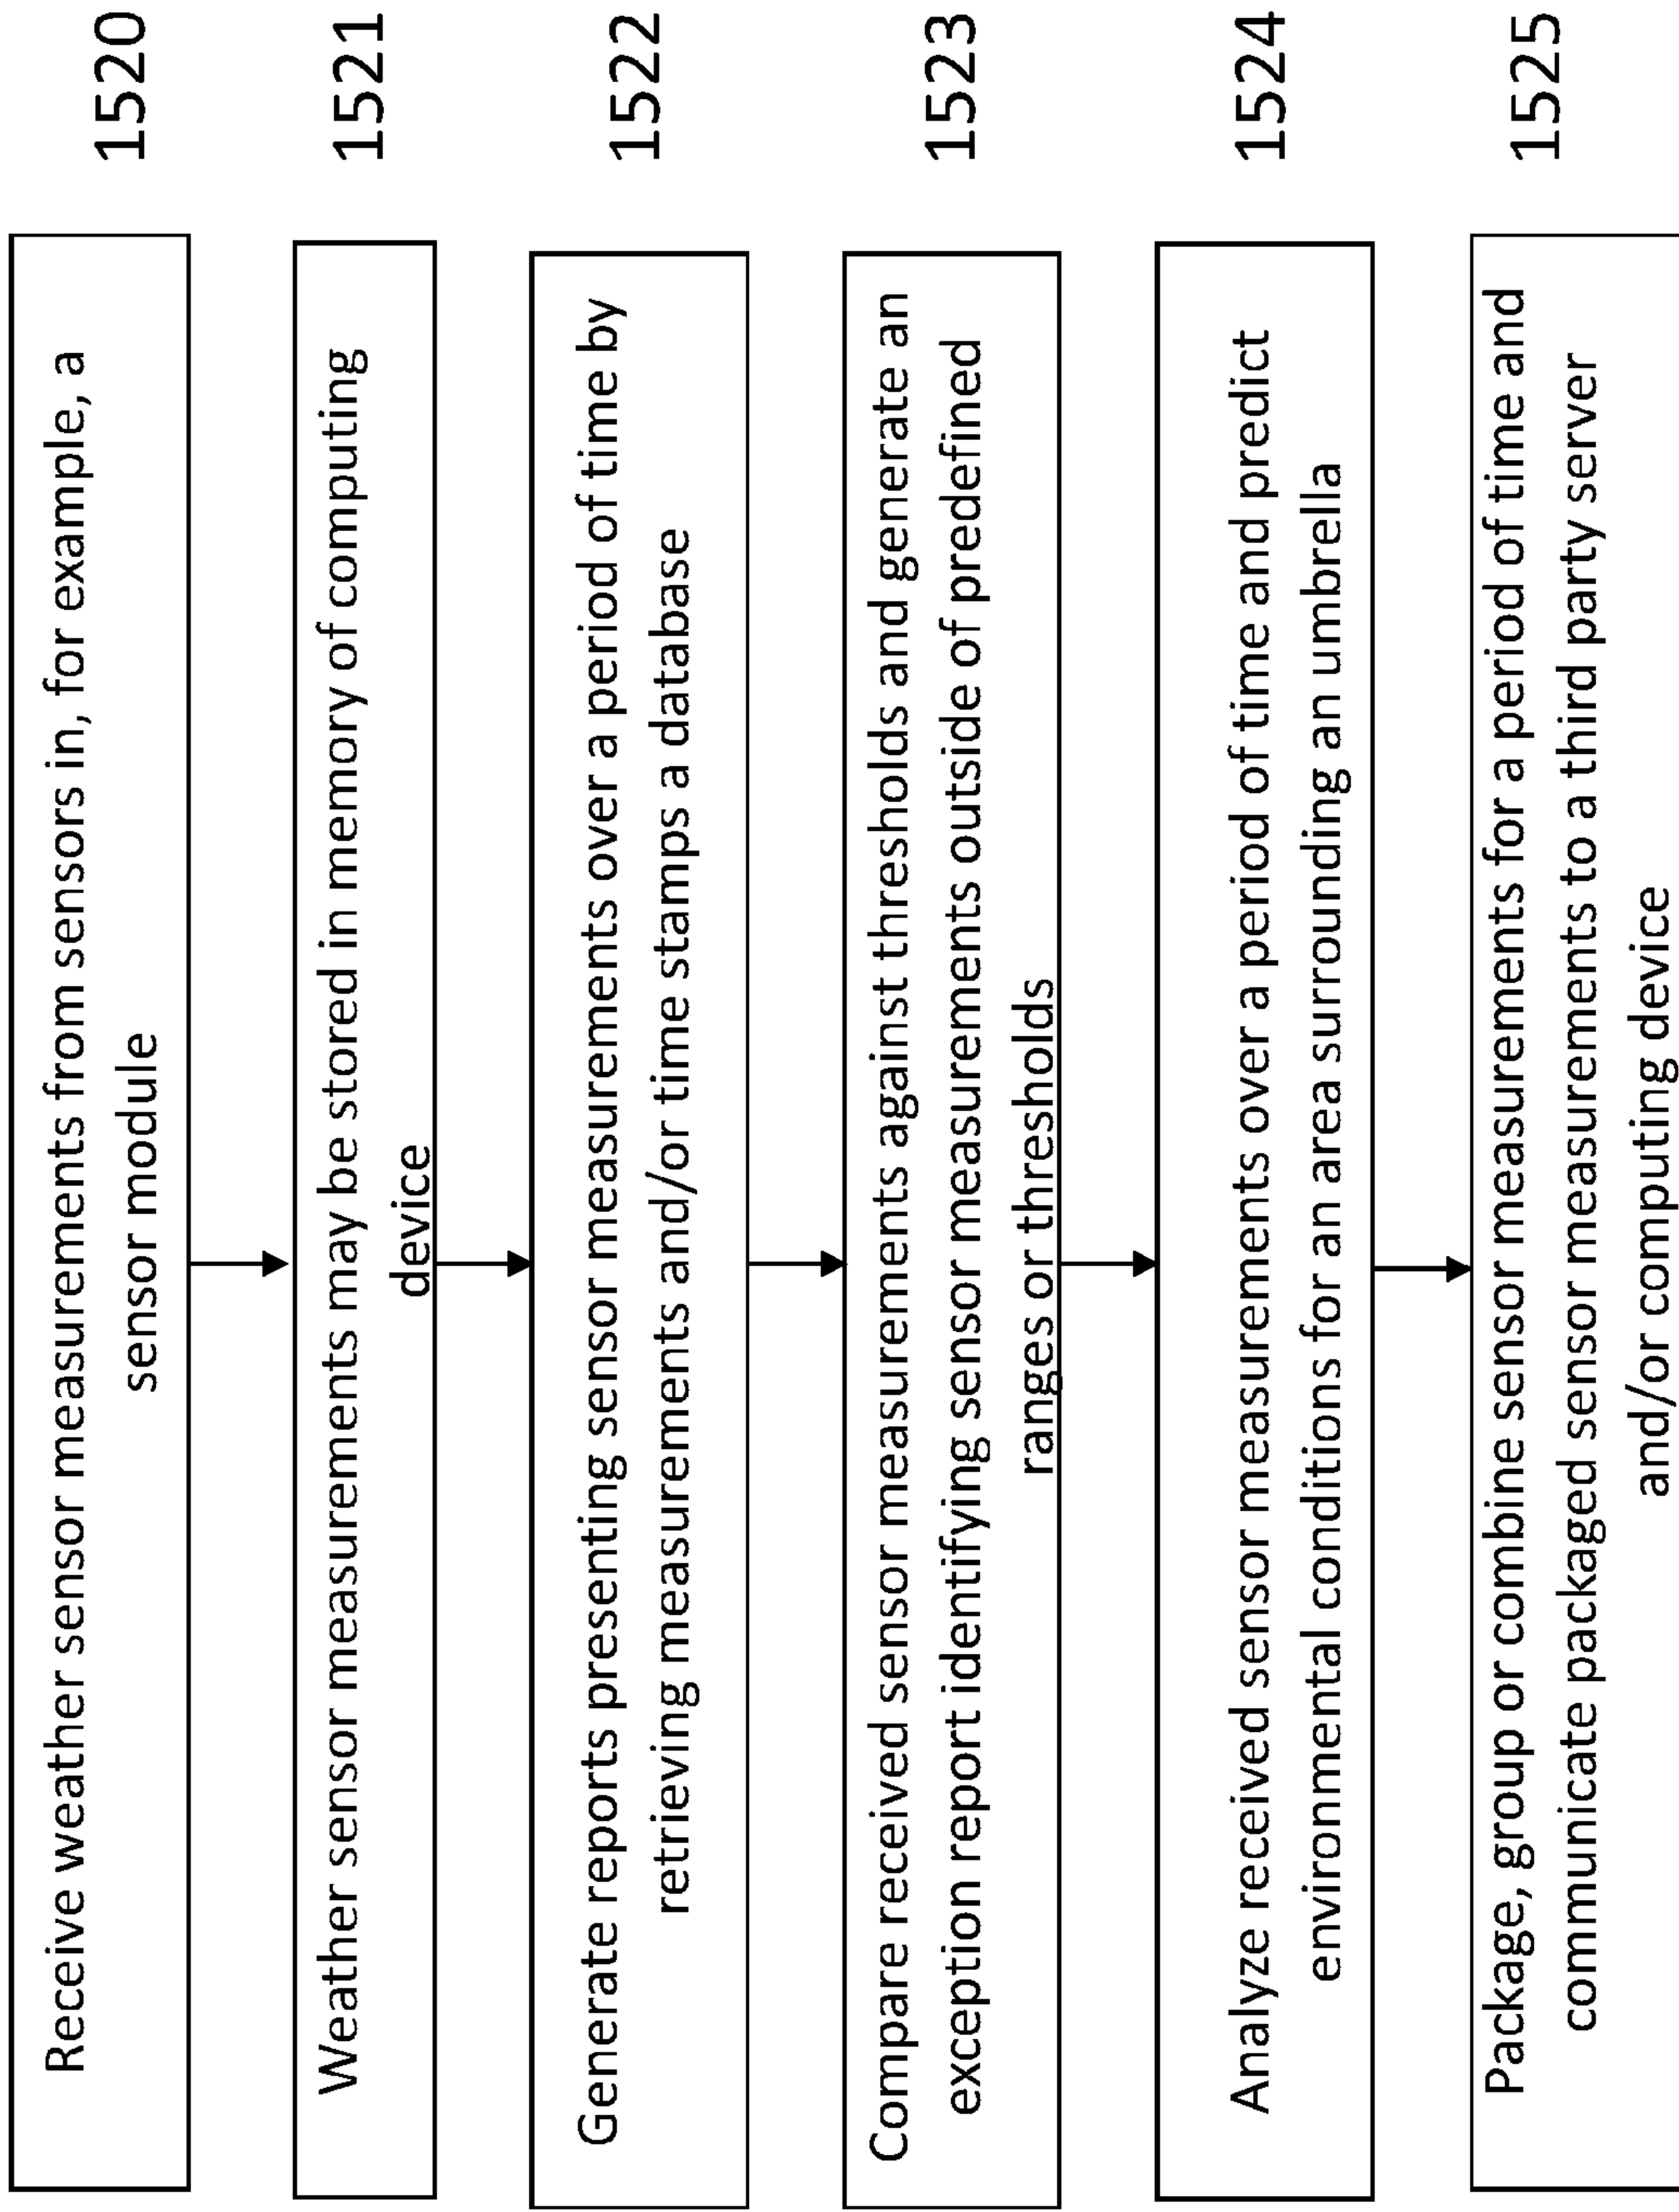 Receive weather sensor measurements from sensors in, for example, a
sensor module
1520
Weather sensor measurements may be stored in memory of computing
device
1521
Generate reports presenting sensor measurements over a period of time by
retrieving measurements and/or time stamps a database
1522
Compare received sensor measurements against thresholds and generate an
exception report identifying sensor measurements outside of predefined
ranges or thresholds
1523
Analyze received sensor measurements over a period of time and predict
environmental conditions for an area surrounding an umbrella
1524
Package, group or combine sensor measurements for a period of time and
communicate packaged sensor measurements to a third party server
and/or computing device
1525